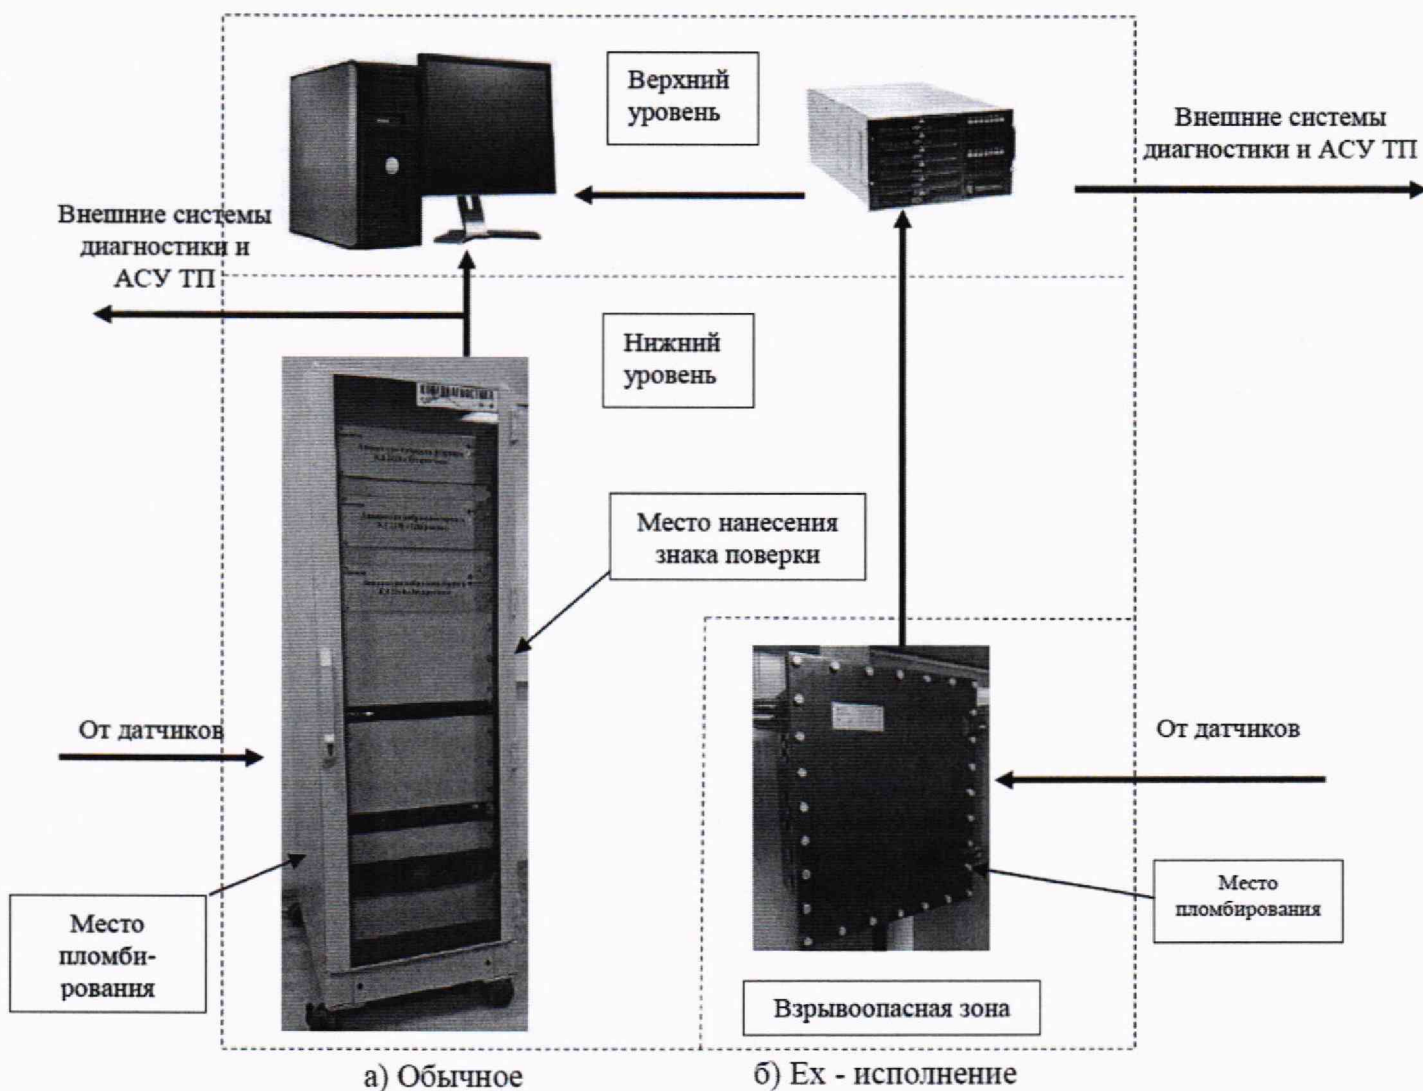 Верхний
уровень
Внешние системы
диагностики и АСУ ТП
Внешние системы
диагностики и
АСУ ТП
Нижний
уровень
Место нанесения
знака поверки
От датчиков
От датчиков
Место
пломби-
рования
Место
пломбирования
Взрывоопасная зона
а) Обычное
б) Ex - исполнение